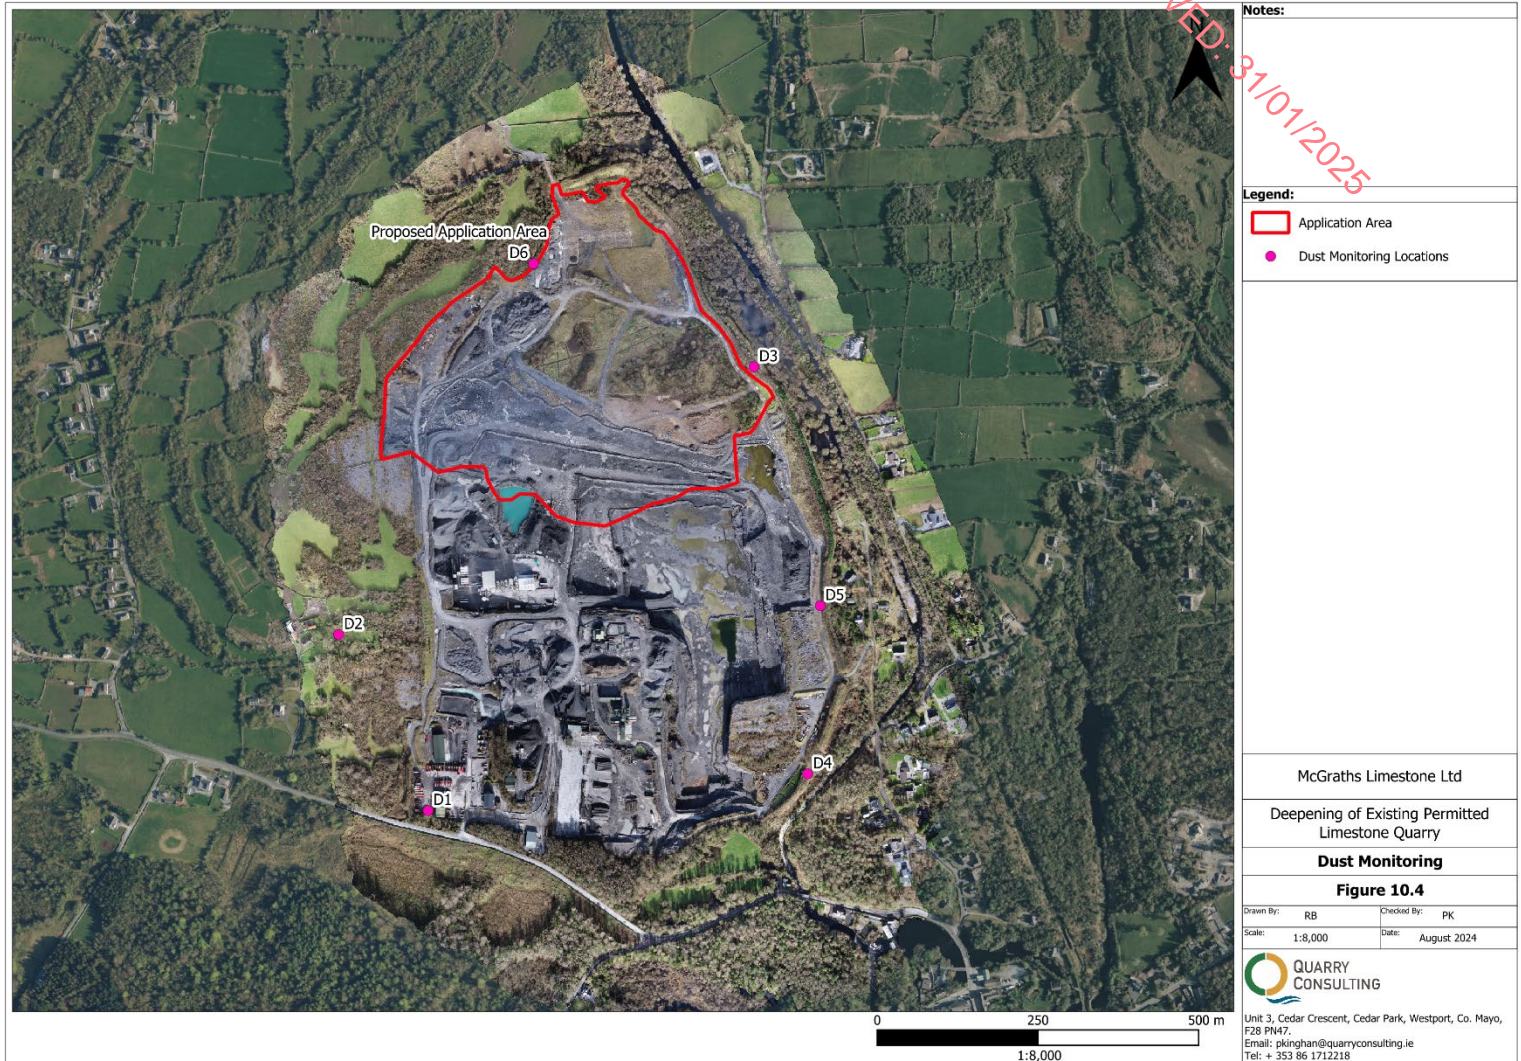 VED: 31/01/2025
Notes:
N
Legend:
Application Area
Dust Monitoring Locations
Proposed Application Area
D6
D3
D5
D2
D4
D1
McGraths Limestone Ltd
Deepening of Existing Permitted
Limestone Quarry
Dust Monitoring
Figure 10.4
Drawn By: RB Checked By: PK
Scale: 1:8,000 Date: August 2024
QUARRY
CONSULTING
Unit 3, Cedar Crescent, Cedar Park, Westport, Co. Mayo,
F28 PN47.
Email: pkinghan@quarryconsulting.ie
Tel: + 353 86 1712218
0 250 500 m
1:8,000